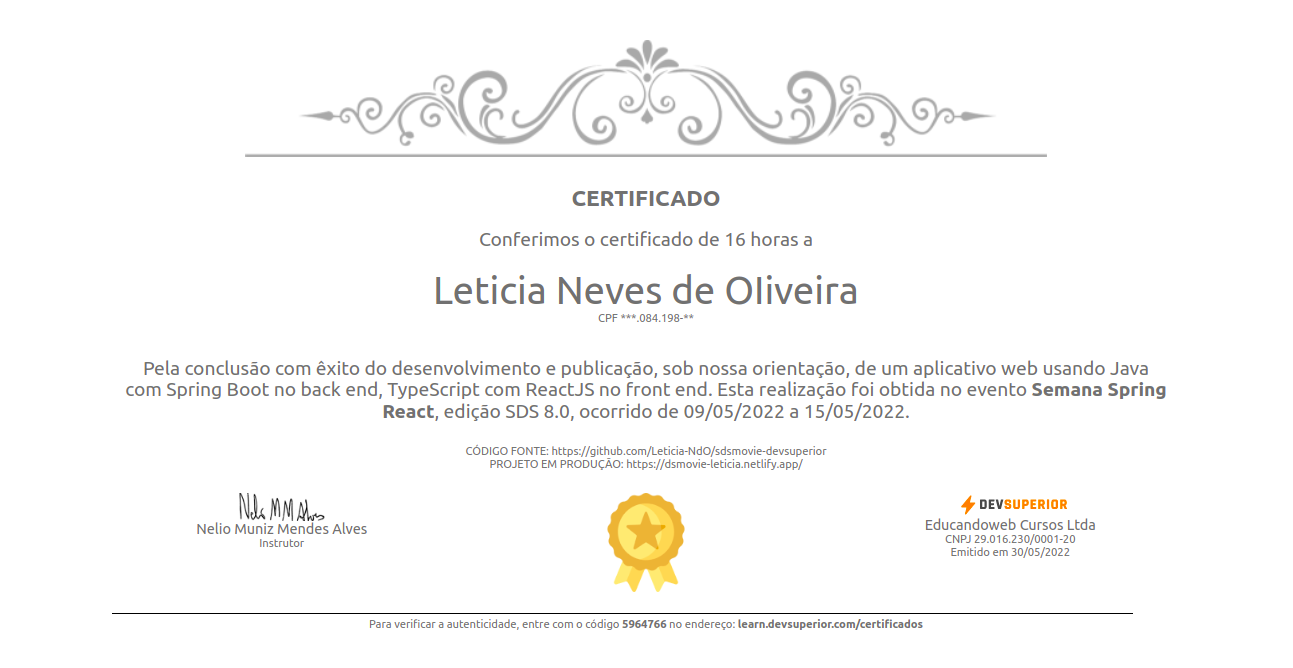 CERTIFICADO
Conferimos o certificado de 16 horas a
Leticia Neves de OIiveira
CPF ***.084.198-**
Pela conclusão com êxito do desenvolvimento e publicação, sob nossa orientação, de um aplicativo web usando Java
com Spring Boot no back end, TypeScript com ReactJS no front end. Esta realização foi obtida no evento Semana Spring
React, edição SDS 8.0, ocorrido de 09/05/2022 a 15/05/2022.
CÓDIGO FONTE: https://github.com/Leticia-NdO/sdsmovie-devsuperior
PROJETO EM PRODUÇÃO: https://dsmovie-leticia.netlify.app/
Nelio M M Alves
Nelio Muniz Mendes Alves
Instrutor
DEVSUPERIOR
Educandoweb Cursos Ltda
CNPJ 29.016.230/0001-20
Emitido em 30/05/2022
Para verificar a autenticidade, entre com o código 5964766 no endereço: learn.devsuperior.com/certificados